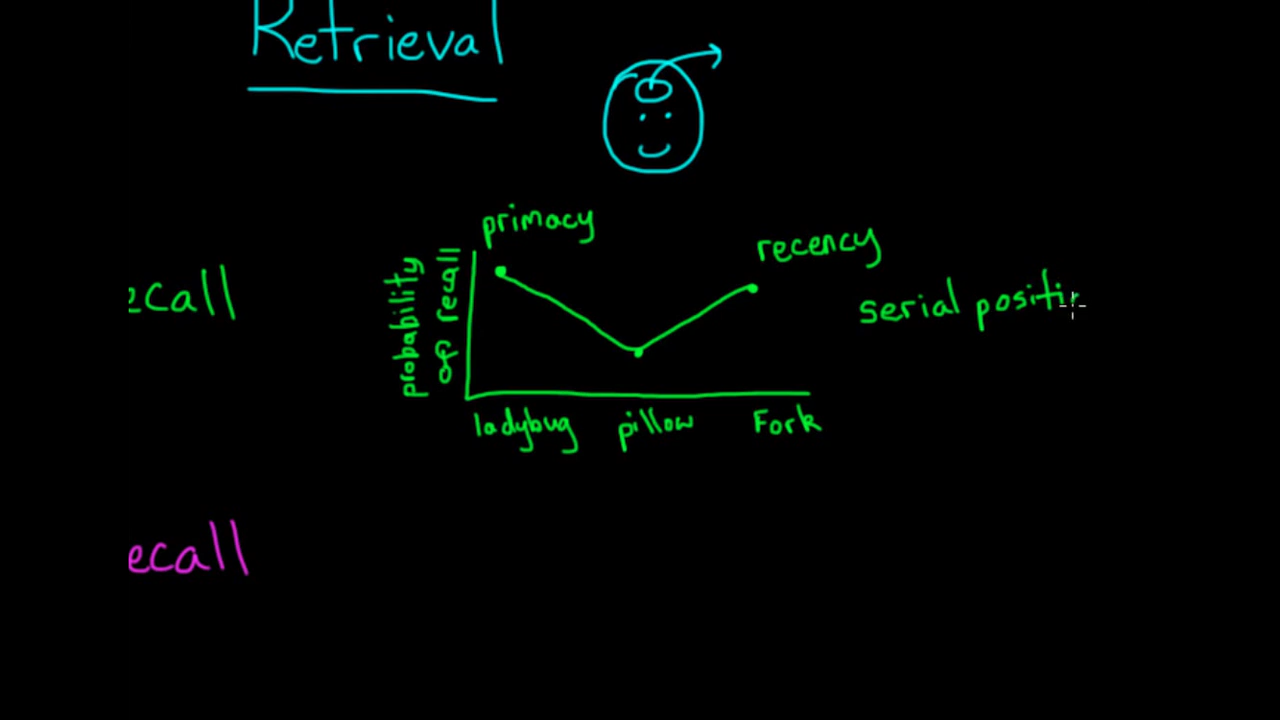 Retrieval
primacy
recency
probability
of recall
ecall
serial positi
ladybug pillow Fork
ecall